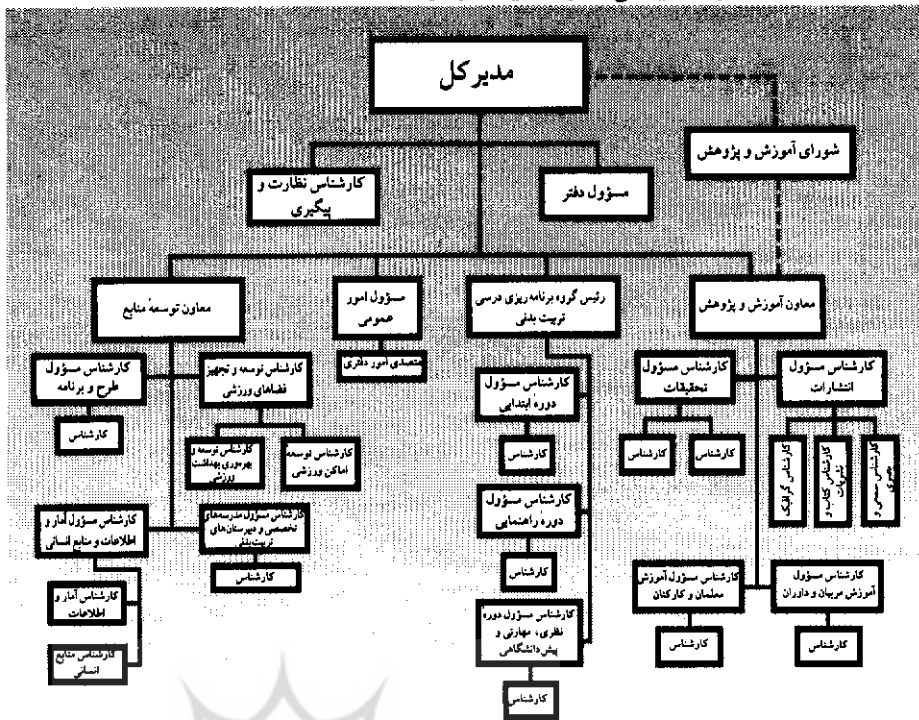 مدیر کل
شورای آموزش و پژوهش
مسؤول دفتر
کارشناس نظارت و
پیگیری
معاون آموزش و پژوهش
رئیس گروه برنامه ریزی درسی
تربیت بدنی
مسؤول امور
عمومی
معاون توسعهٔ منابع
متصدی امور دفتری
کارشناس مسؤول
انتشارات
کارشناس مسؤول
تحقیقات
کارشناس مسؤول
دورهٔ ابتدایی
کارشناس توسعه و تجهیز
فضاهای ورزشی
کارشناس مسؤول
طرح و برنامه
کارشناس سمعی و
بصری
کارشناس کتاب و
نشریات
کارشناس گرافیک
کارشناس
کارشناس
کارشناس
کارشناس توسعه
اماکن ورزشی
کارشناس توسعه و
بهره‌وری بهداشت
ورزشی
کارشناس
کارشناس مسؤول
دورهٔ راهنمایی
کارشناس مسؤول مدرسه‌های
تخصصی و دبیرستان‌های
تربیت بدنی
کارشناس مسؤول آمار و
اطلاعات و منابع انسانی
کارشناس
کارشناس
کارشناس مسؤول
آموزش مربیان و داوران
کارشناس مسؤول آموزش
معلمان و کارکنان
کارشناس آمار و
اطلاعات
کارشناس مسؤول دوره
نظری، مهارتی و
پیش دانشگاهی
کارشناس
کارشناس
کارشناس منابع
انسانی
کارشناس